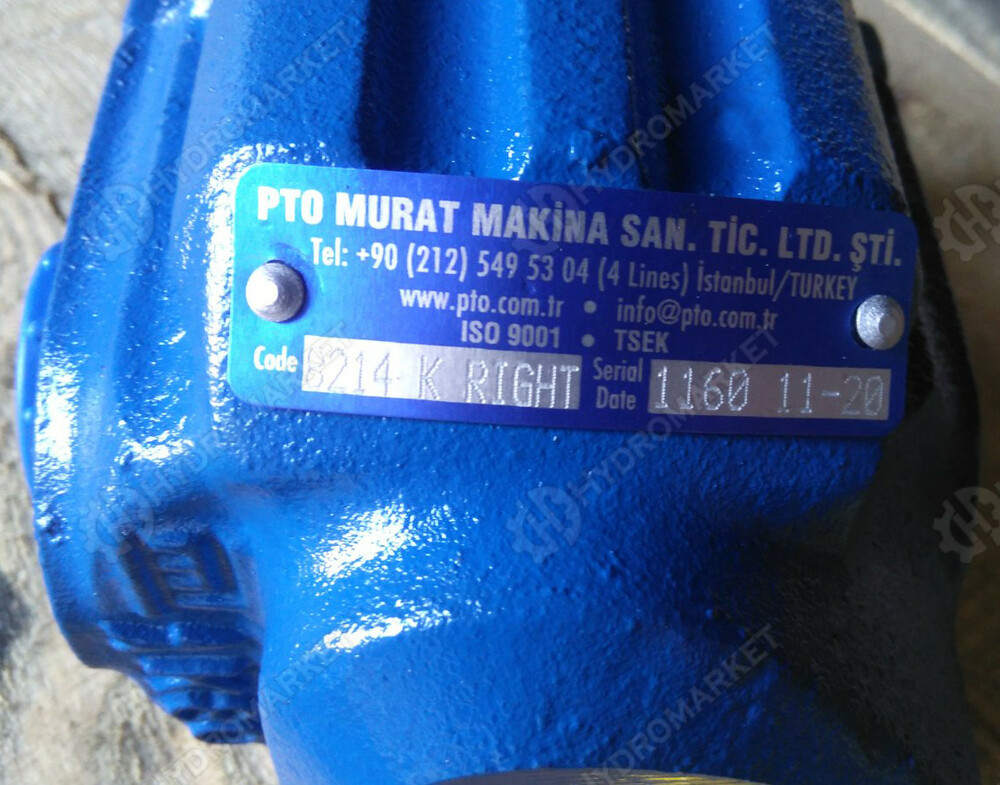 PTO MURAT MAKİNA SAN. TİC. LTD. ŞTİ.
Tel: +90 (212) 549 53 04 (4 Lines) İstanbul/TURKEY
www.pto.com.tr • info@pto.com.tr
ISO 9001 • TSEK
Code 8214 K RIGHT Serial Date 1160 11-20
HYDROMARKET